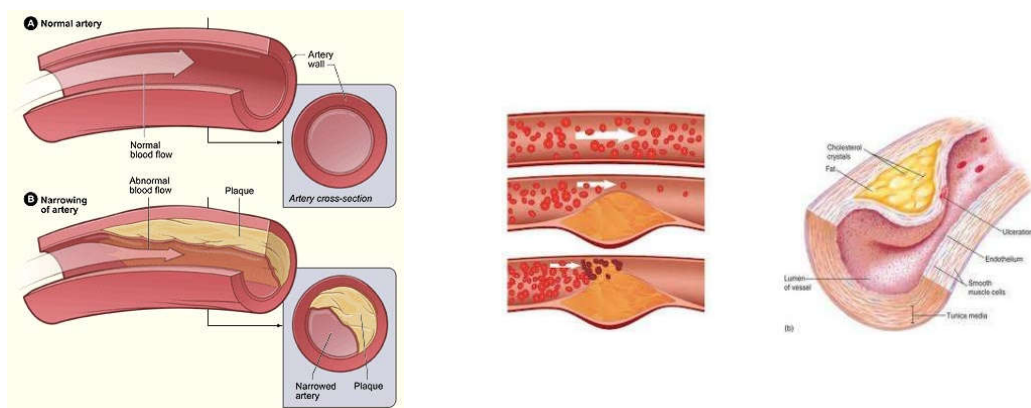 A Normal artery
Artery
wall
Normal
blood flow
Artery cross-section
Abnormal
blood flow
Plaque
B Narrowing
of artery
Narrowed
artery
Plaque
Cholesterol
crystals
Fat
Ulceration
Endothelium
Lumen
of vessel
Smooth
muscle cells
Tunica media
(b)